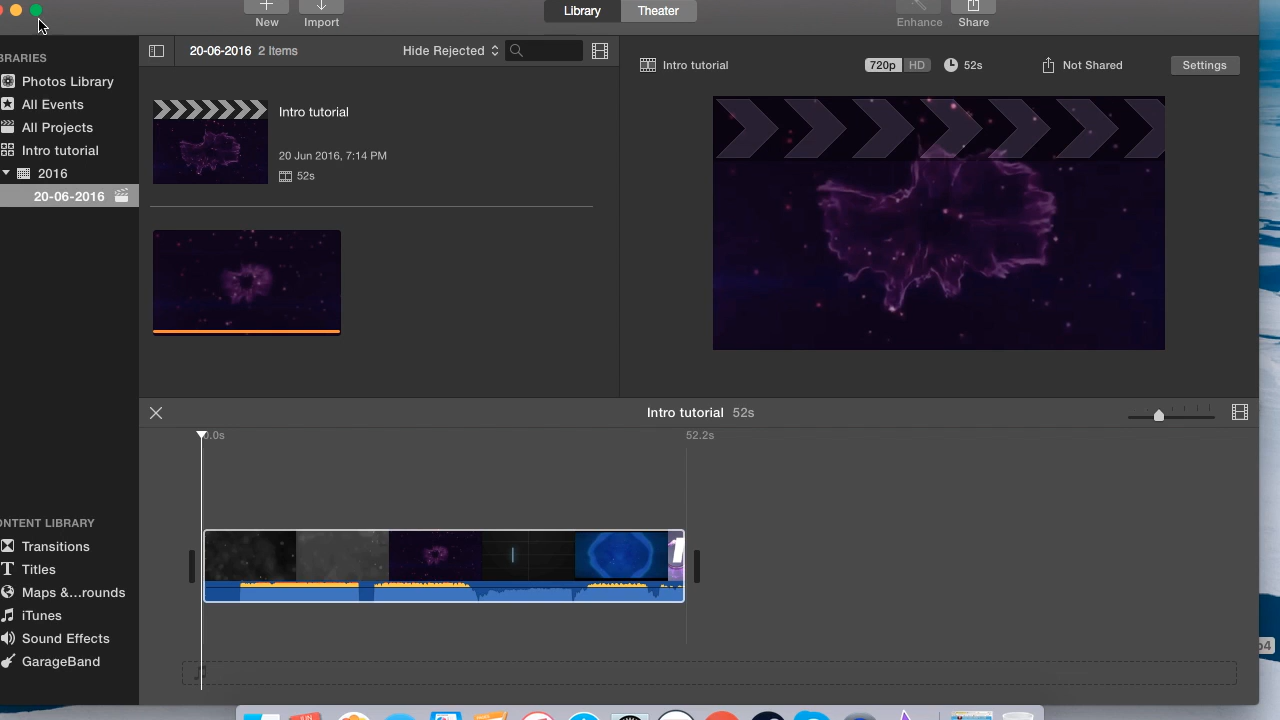 New
Import
Library
Theater
Enhance
Share
BRARIES
20-06-2016 2 Items
Hide Rejected
Intro tutorial
720p HD
52s
Not Shared
Settings
Photos Library
All Events
All Projects
Intro tutorial
2016
20-06-2016
Intro tutorial
20 Jun 2016, 7:14 PM
52s
Intro tutorial 52s
0.0s
52.2s
ONTENT LIBRARY
Transitions
Titles
Maps &...rounds
iTunes
Sound Effects
GarageBand
p4
JUN